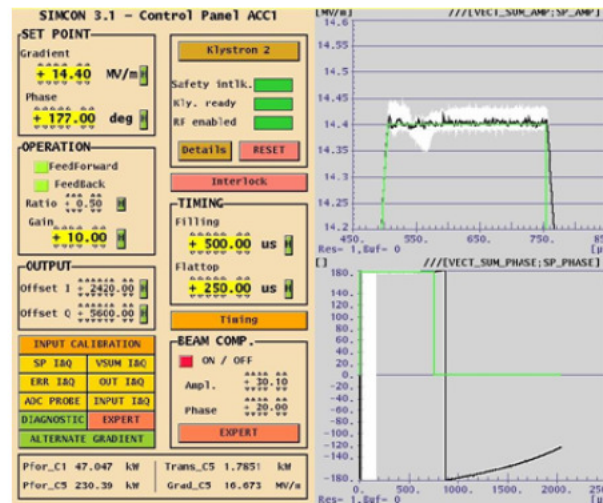 SIMCON 3.1 - Control Panel ACC1
SET POINT
Gradient
+ 14.40 MV/m H
Phase
+ 177.00 deg H
OPERATION
FeedForward
FeedBack
Ratio + 0.50 H
Gain
+ 10.00 H
OUTPUT
Offset I + 2420.00 H
Offset Q + 5600.00 H
INPUT CALIBRATION
SP I&Q VSUM I&Q
ERR I&Q OUT I&Q
ADC PROBE INPUT I&Q
DIAGNOSTIC EXPERT
ALTERNATE GRADIENT
Klystron 2
Safety intlk.
Kly. ready
RF enabled
Details RESET
Interlock
TIMING
Filling
+ 500.00 us H
Flattop
+ 250.00 us H
Timing
BEAM COMP.
ON / OFF
Ampl. + 30.10
Phase + 20.00
EXPERT
Pfor_C1 47.047 kW Trans_C5 1.7851 kW
Pfor_C5 230.39 kW Grad_C5 16.673 MV/m
[MV/m] ///[VECT_SUM_AMP;SP_AMP]
14.6
14.55
14.5
14.45
14.4
14.35
14.3
14.25
14.2
450. 550. 650. 750. 85
Res- 1.Buf- 0 [µ
[] ///[VECT_SUM_PHASE;SP_PHASE]
180.
160.
140.
120.
100.
80.
60.
40.
20.
0.
-20.
-40.
-60.
-80.
-100.
-120.
-140.
-160.
-180.
0. 500. 1000. 1500. 2000. 250
Res- 1.Buf- 0 [µ